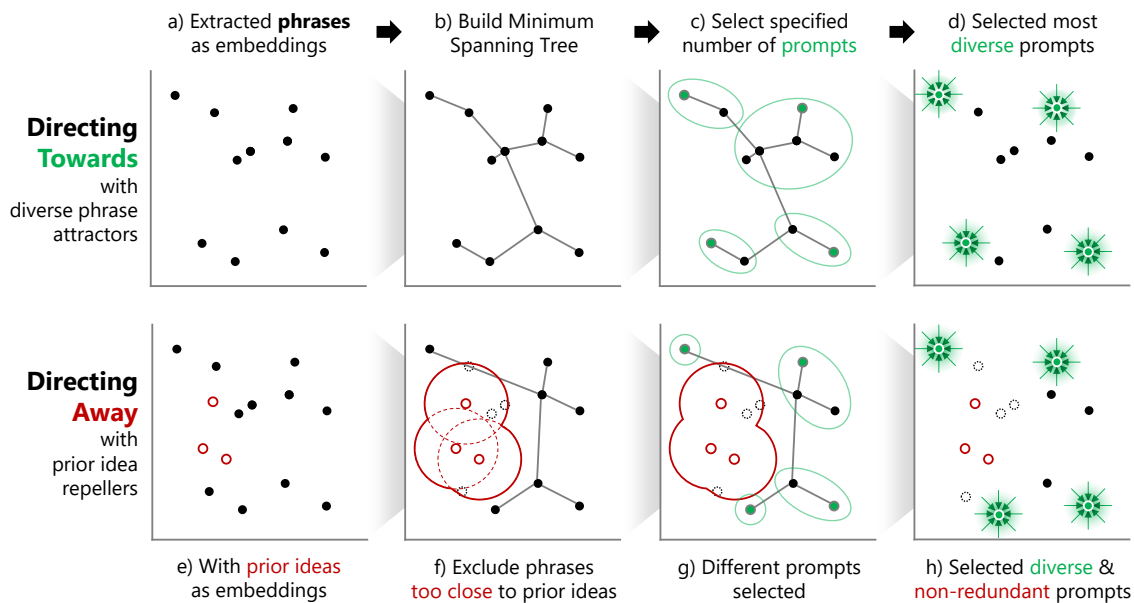 a) Extracted phrases
as embeddings
b) Build Minimum
Spanning Tree
c) Select specified
number of prompts
d) Selected most
diverse prompts
Directing
Towards
with
diverse phrase
attractors
Directing
Away
with
prior idea
repellers
e) With prior ideas
as embeddings
f) Exclude phrases
too close to prior ideas
g) Different prompts
selected
h) Selected diverse &
non-redundant prompts